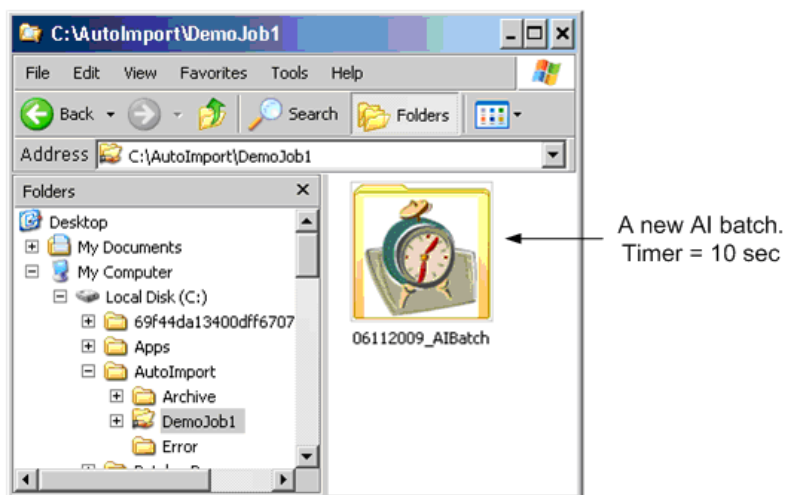 C:\AutoImport\DemoJob1
File Edit View Favorites Tools Help
Back Search Folders
Address C:\AutoImport\DemoJob1
Folders
Desktop
My Documents
My Computer
Local Disk (C:)
69f44da13400dff6707
Apps
AutoImport
Archive
DemoJob1
Error
06112009_AIBatch
A new AI batch.
Timer = 10 sec